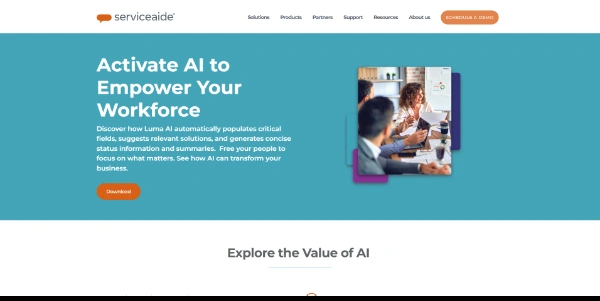 serviceaide®
Solutions
Products
Partners
Support
Resources
About us
SCHEDULE A DEMO
Activate AI to
Empower Your
Workforce
Discover how Luma AI automatically populates critical
fields, suggests relevant solutions, and generates concise
status information and summaries.  Free your people to
focus on what matters. See how AI can transform your
business.
Download
Explore the Value of AI